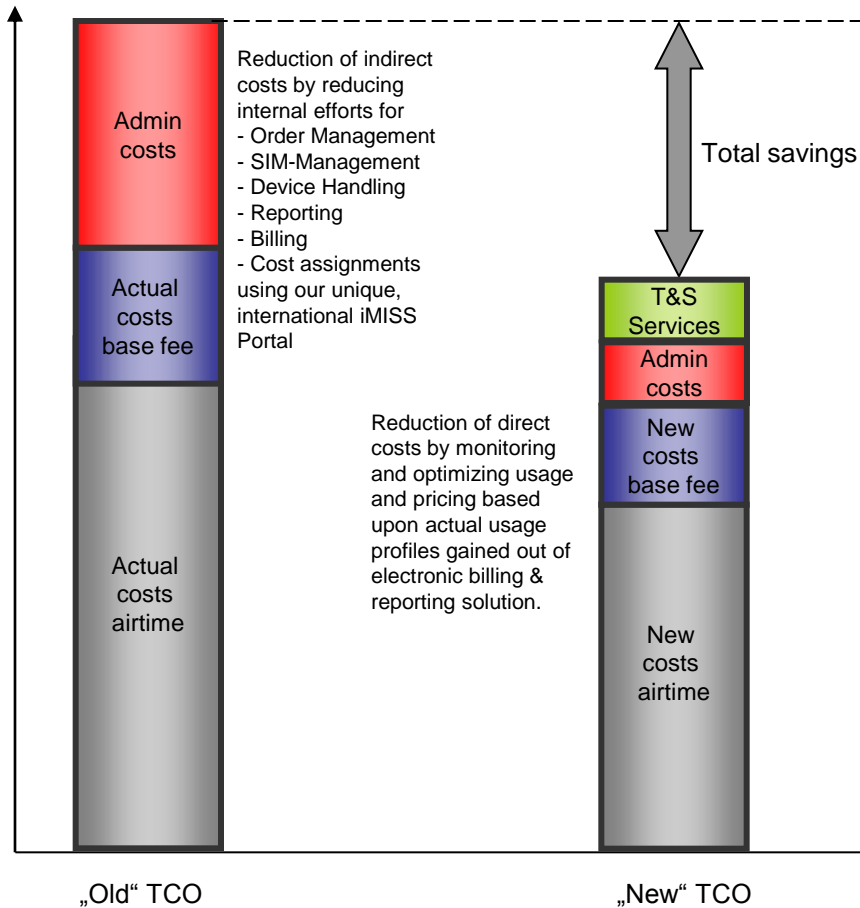 Admin
costs
Actual
costs
base fee
Actual
costs
airtime
„Old“ TCO
Reduction of indirect
costs by reducing
internal efforts for
- Order Management
- SIM-Management
- Device Handling
- Reporting
- Billing
- Cost assignments
using our unique,
international iMISS
Portal
Reduction of direct
costs by monitoring
and optimizing usage
and pricing based
upon actual usage
profiles gained out of
electronic billing &
reporting solution.
Total savings
T&S
Services
Admin
costs
New
costs
base fee
New
costs
airtime
„New“ TCO